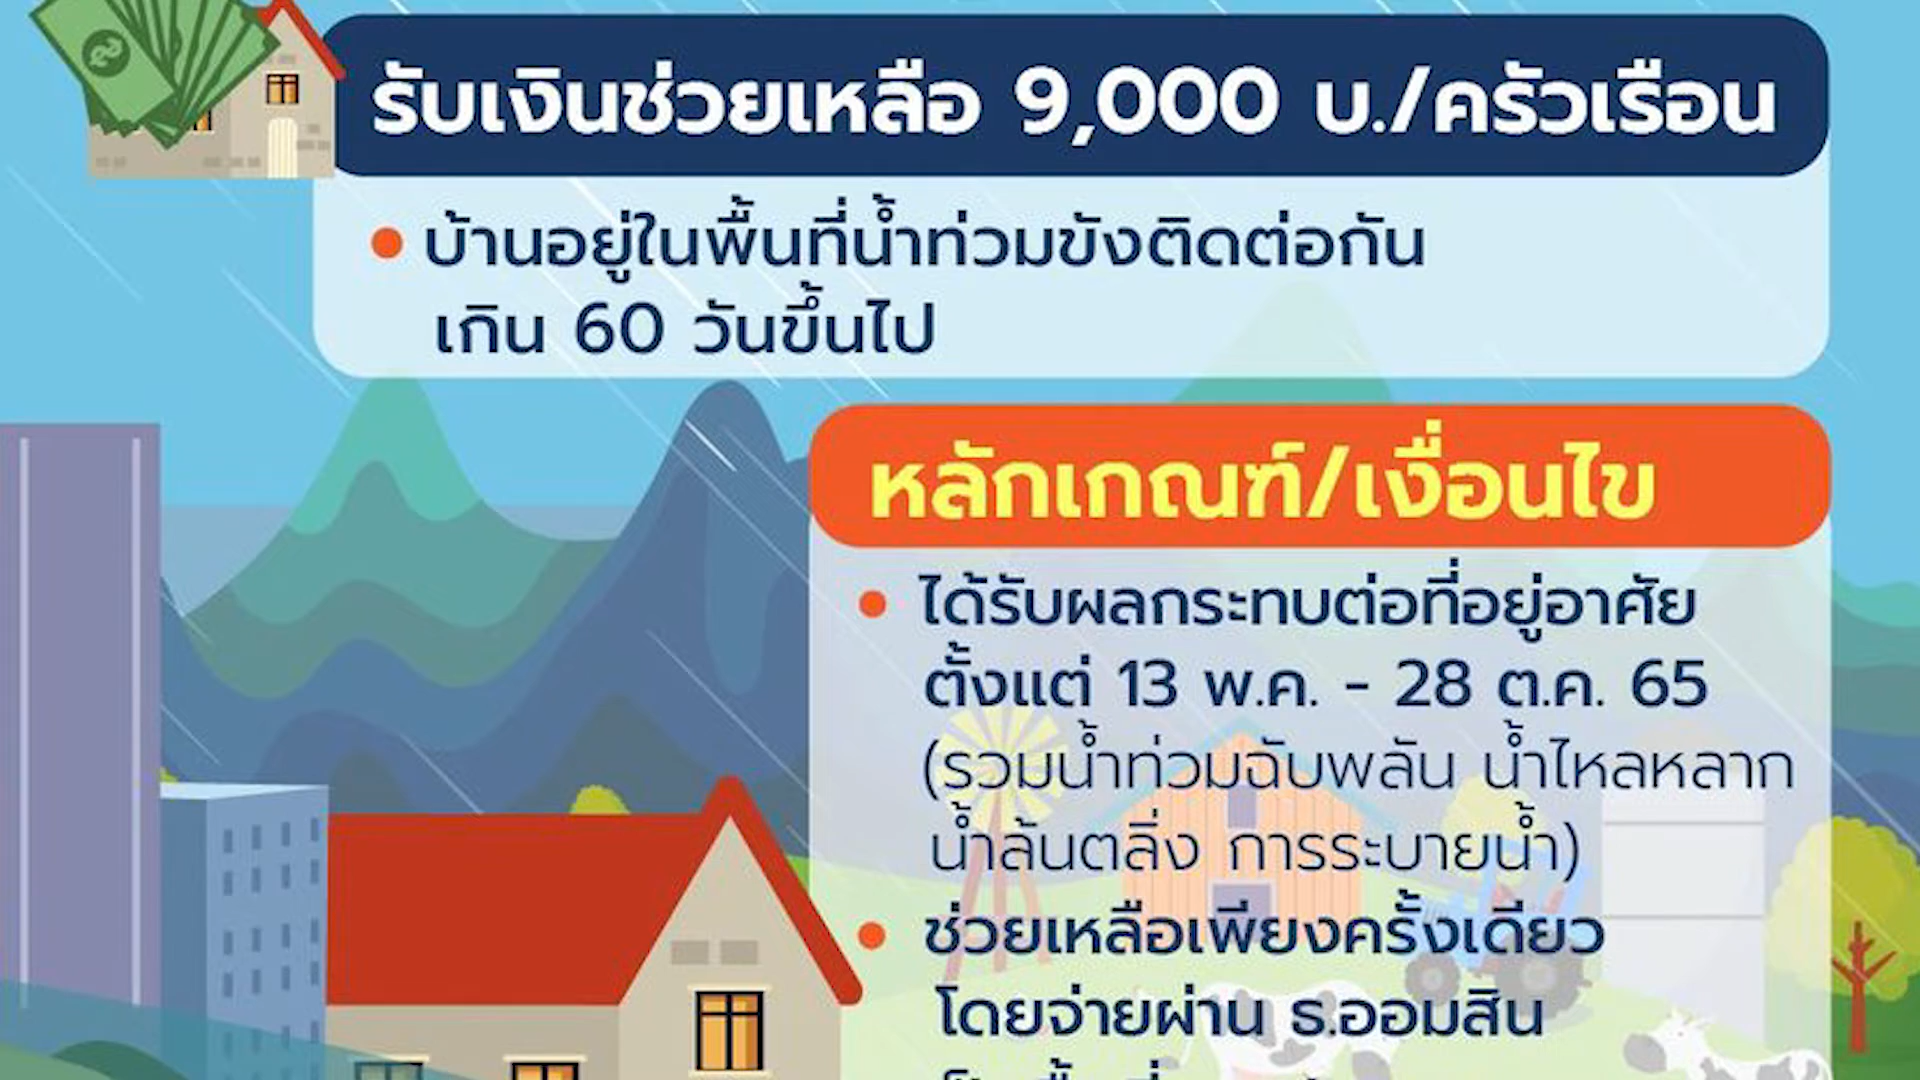 รับเงินช่วยเหลือ 9,000 บ./ครัวเรือน
บ้านอยู่ในพื้นที่น้ำท่วมขังติดต่อกัน
เกิน 60 วันขึ้นไป
หลักเกณฑ์/เงื่อนไข
ได้รับผลกระทบต่อที่อยู่อาศัย
ตั้งแต่ 13 พ.ค. - 28 ต.ค. 65
(รวมน้ำท่วมฉับพลัน น้ำไหลหลาก
น้ำล้นตลิ่ง การระบายน้ำ)
ช่วยเหลือเพียงครั้งเดียว
โดยจ่ายผ่าน ธ.ออมสิน